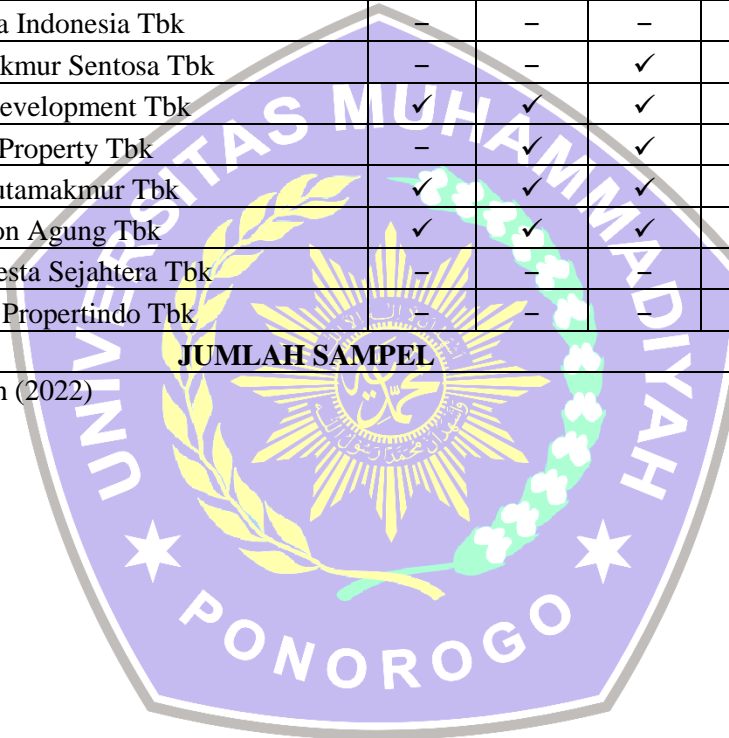 a Indonesia Tbk – – –
kmur Sentosa Tbk – – ✓
evelopment Tbk ✓ ✓ ✓
Property Tbk – ✓ ✓
utamakmur Tbk ✓ ✓ ✓
on Agung Tbk ✓ ✓ ✓
esta Sejahtera Tbk – – –
Propertindo Tbk – – –
JUMLAH SAMPEL
n (2022)
UNIVERSITAS MUHAMMADIYAH
PONOROGO
محمد